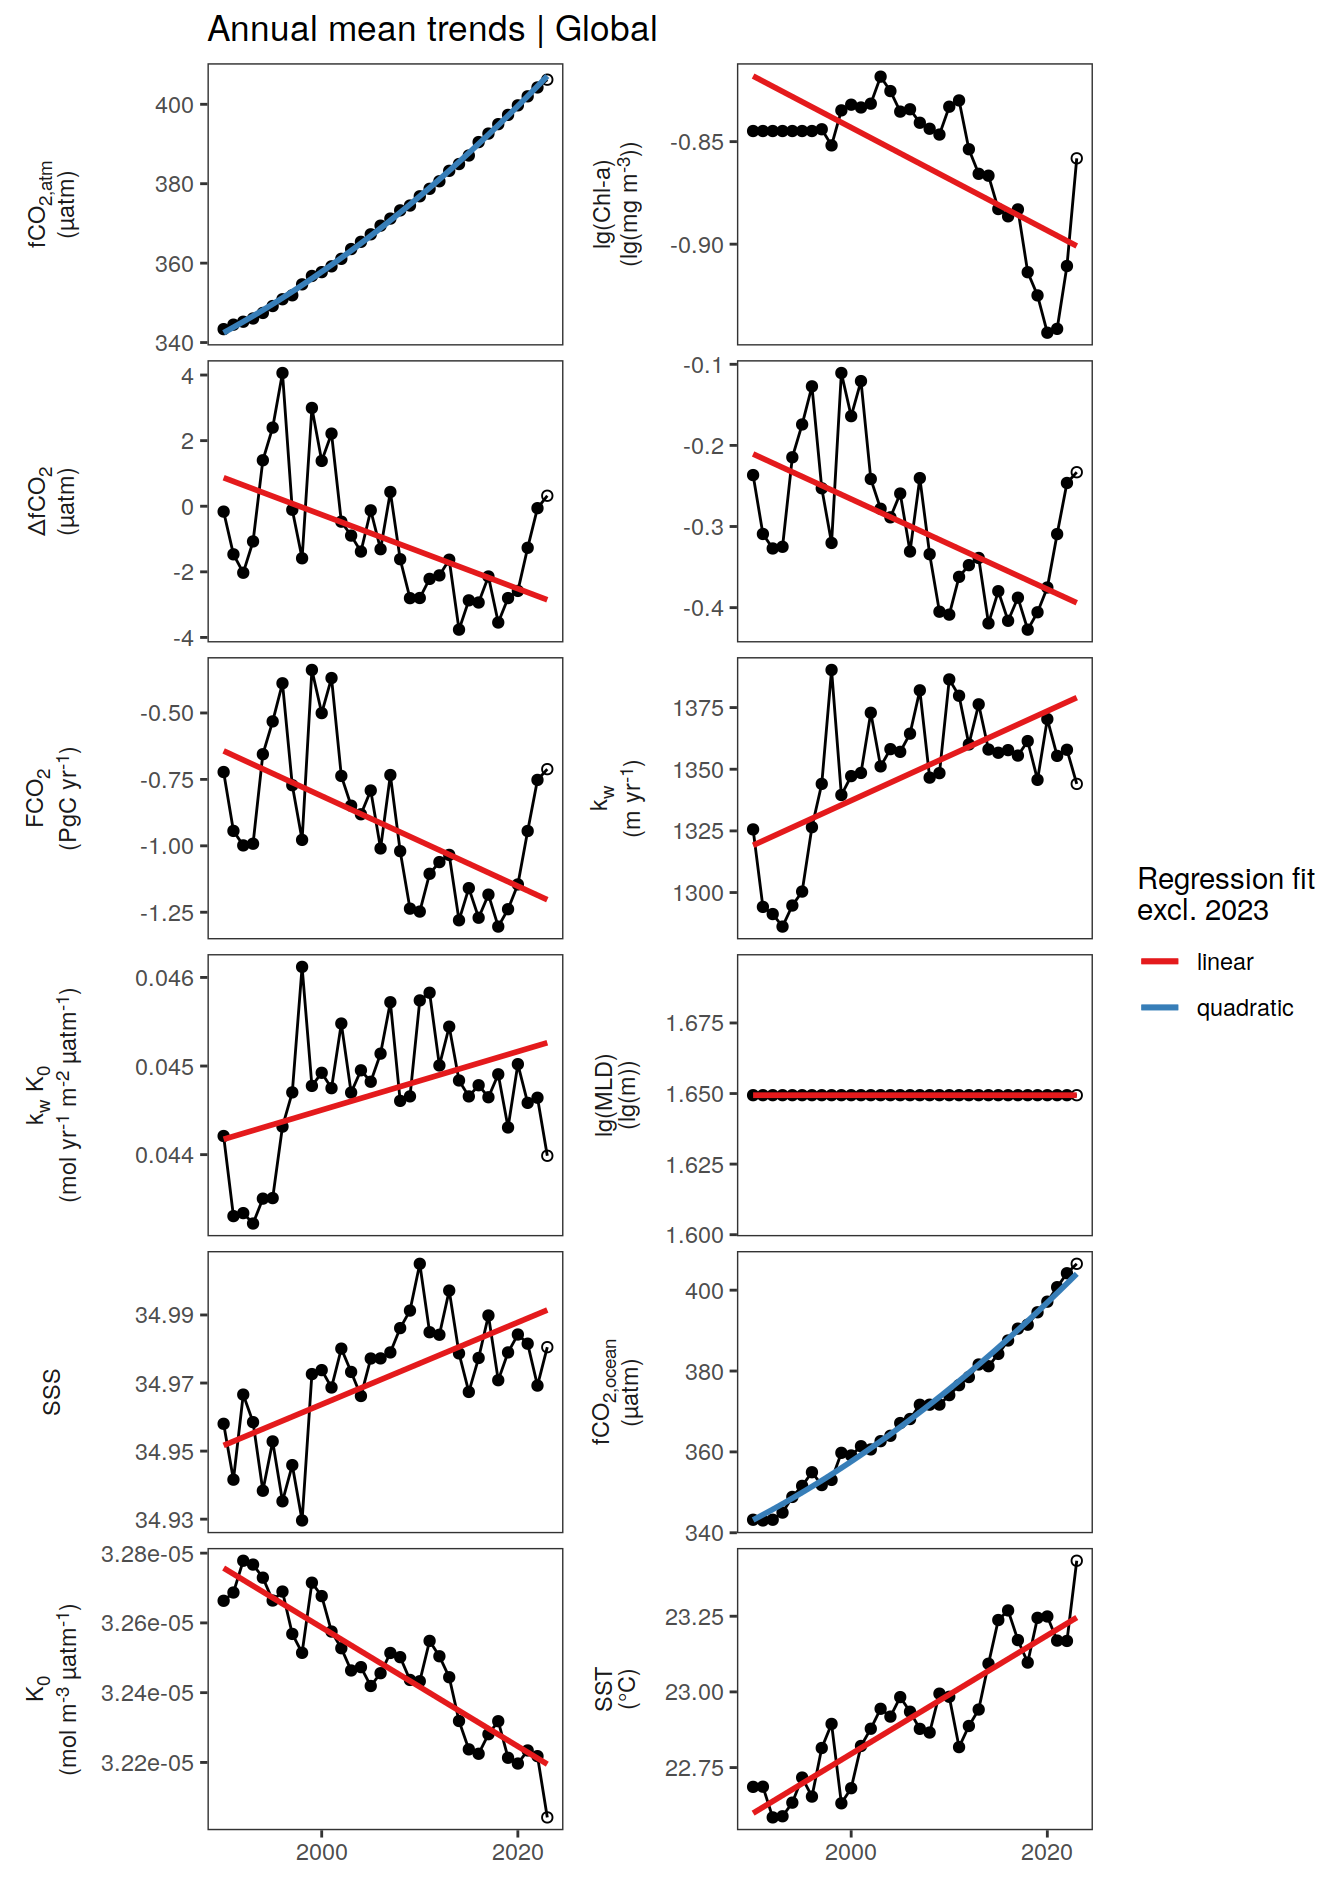 Annual mean trends | Global
fCO2,atm
(µatm)
400
380
360
340
lg(Chl-a)
(lg(mg m-3))
-0.85
-0.90
ΔfCO2
(µatm)
4
2
0
-2
-4
-0.1
-0.2
-0.3
-0.4
FCO2
(PgC yr-1)
-0.50
-0.75
-1.00
-1.25
kw
(m yr-1)
1375
1350
1325
1300
kw K0
(mol yr-1 m-2 µatm-1)
0.046
0.045
0.044
lg(MLD)
(lg(m))
1.675
1.650
1.625
1.600
SSS
34.99
34.97
34.95
34.93
fCO2,ocean
(µatm)
400
380
360
340
K0
(mol m-3 µatm-1)
3.28e-05
3.26e-05
3.24e-05
3.22e-05
SST
(°C)
23.25
23.00
22.75
2000 2020
2000 2020
Regression fit
excl. 2023
linear
quadratic